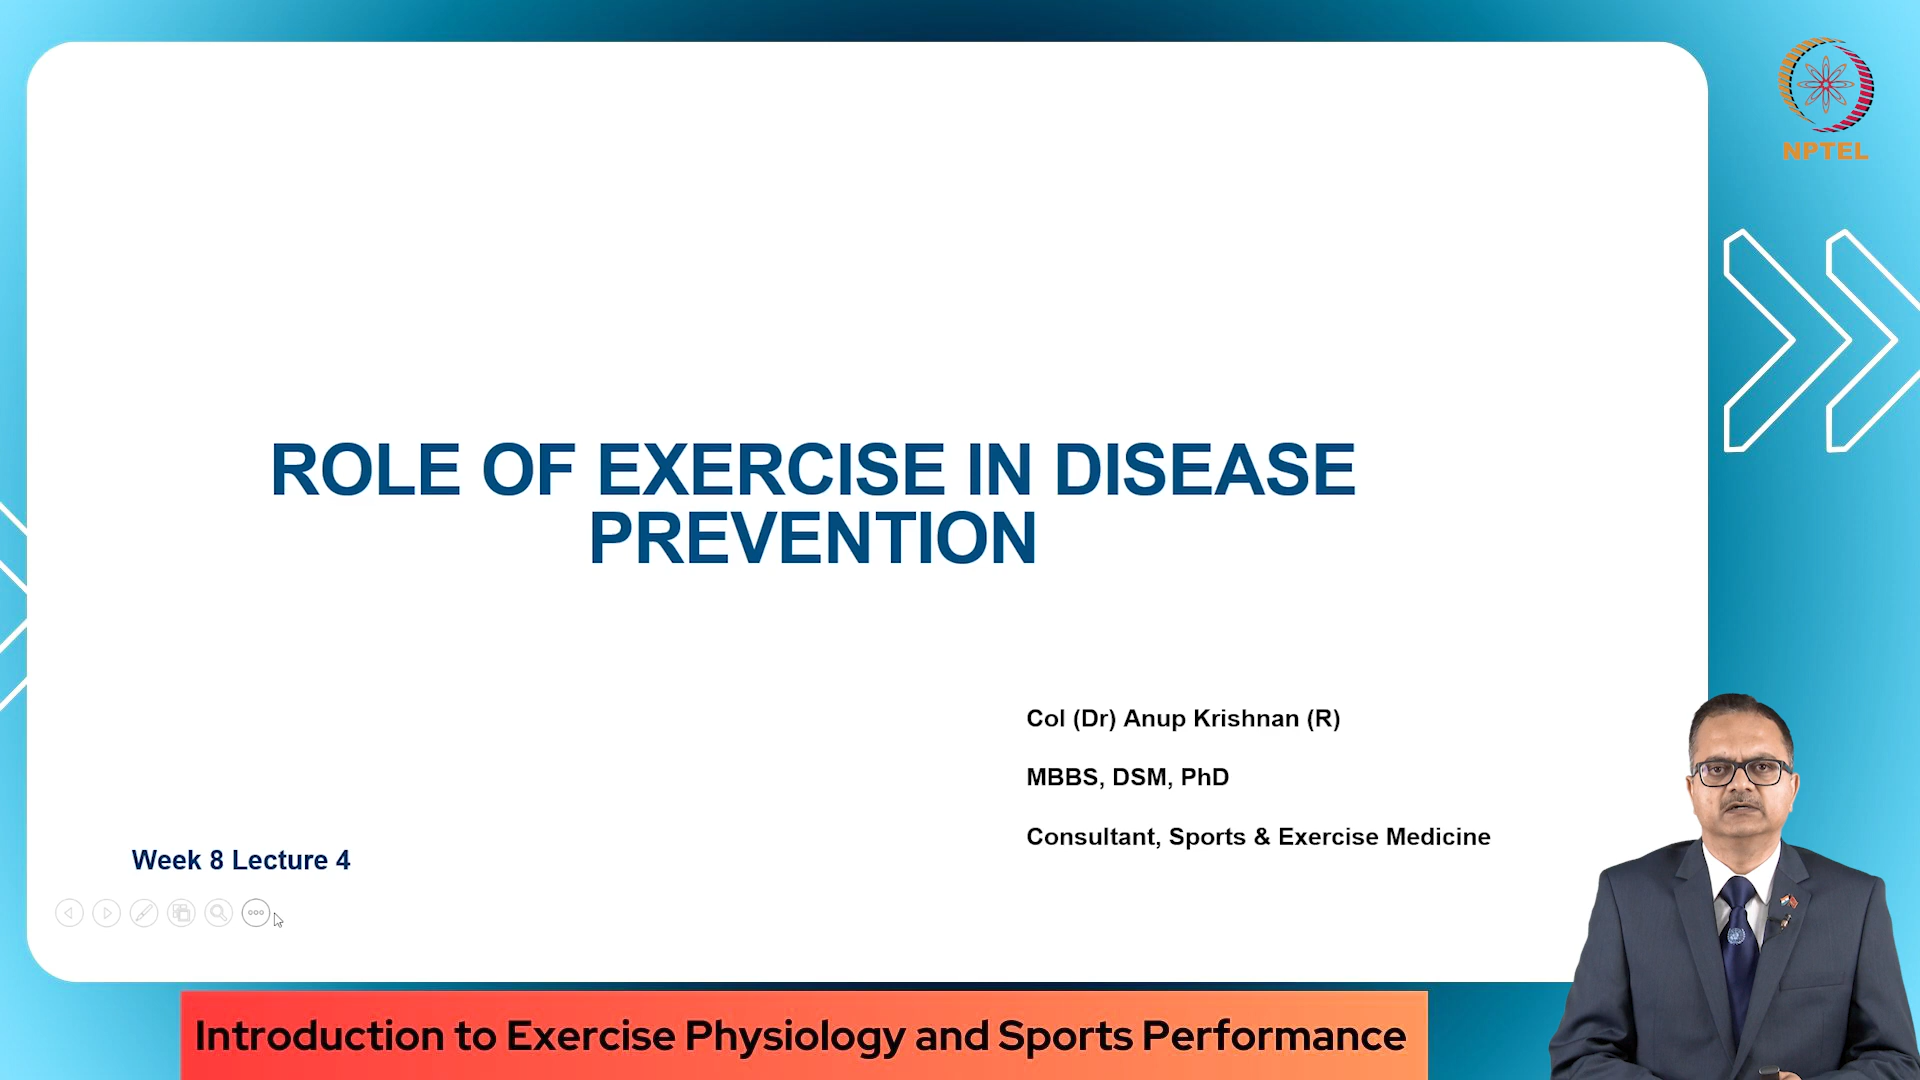 NPTEL
ROLE OF EXERCISE IN DISEASE
PREVENTION
Col (Dr) Anup Krishnan (R)
MBBS, DSM, PhD
Consultant, Sports & Exercise Medicine
Week 8 Lecture 4
Introduction to Exercise Physiology and Sports Performance